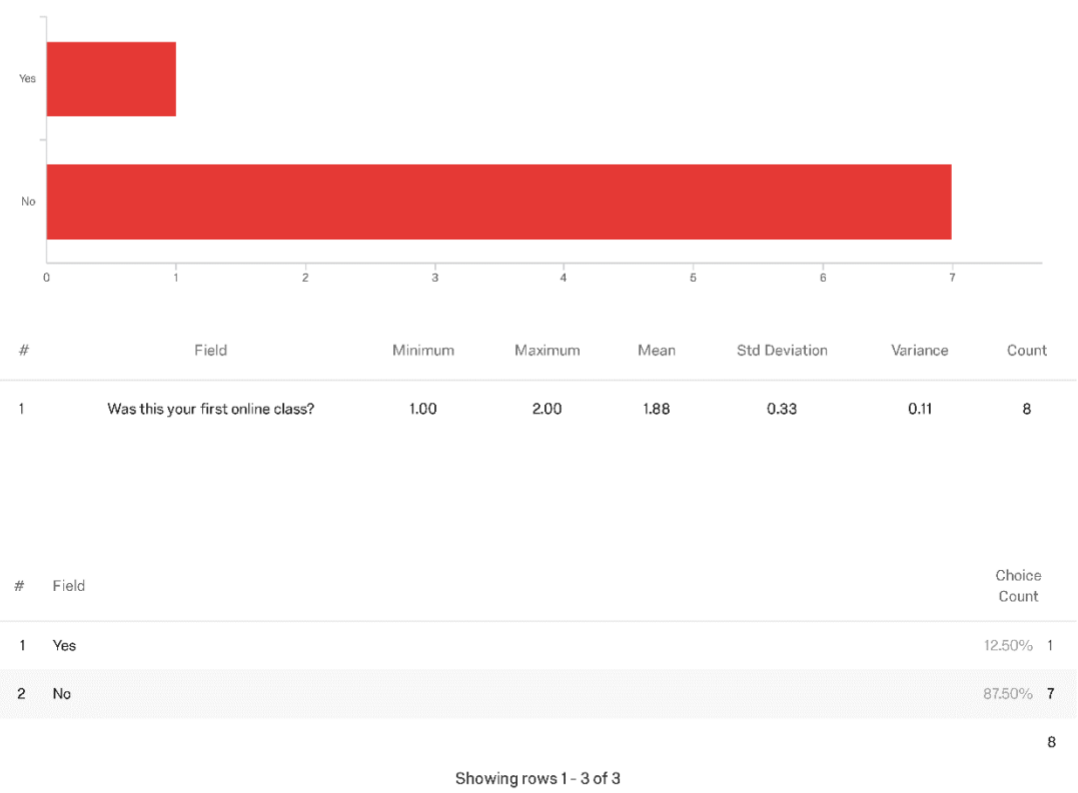 Yes
No
0 1 2 3 4 5 6 7
# Field Minimum Maximum Mean Std Deviation Variance Count
1 Was this your first online class? 1.00 2.00 1.88 0.33 0.11 8
# Field Choice
Count
1 Yes 12.50% 1
2 No 87.50% 7
8
Showing rows 1 - 3 of 3